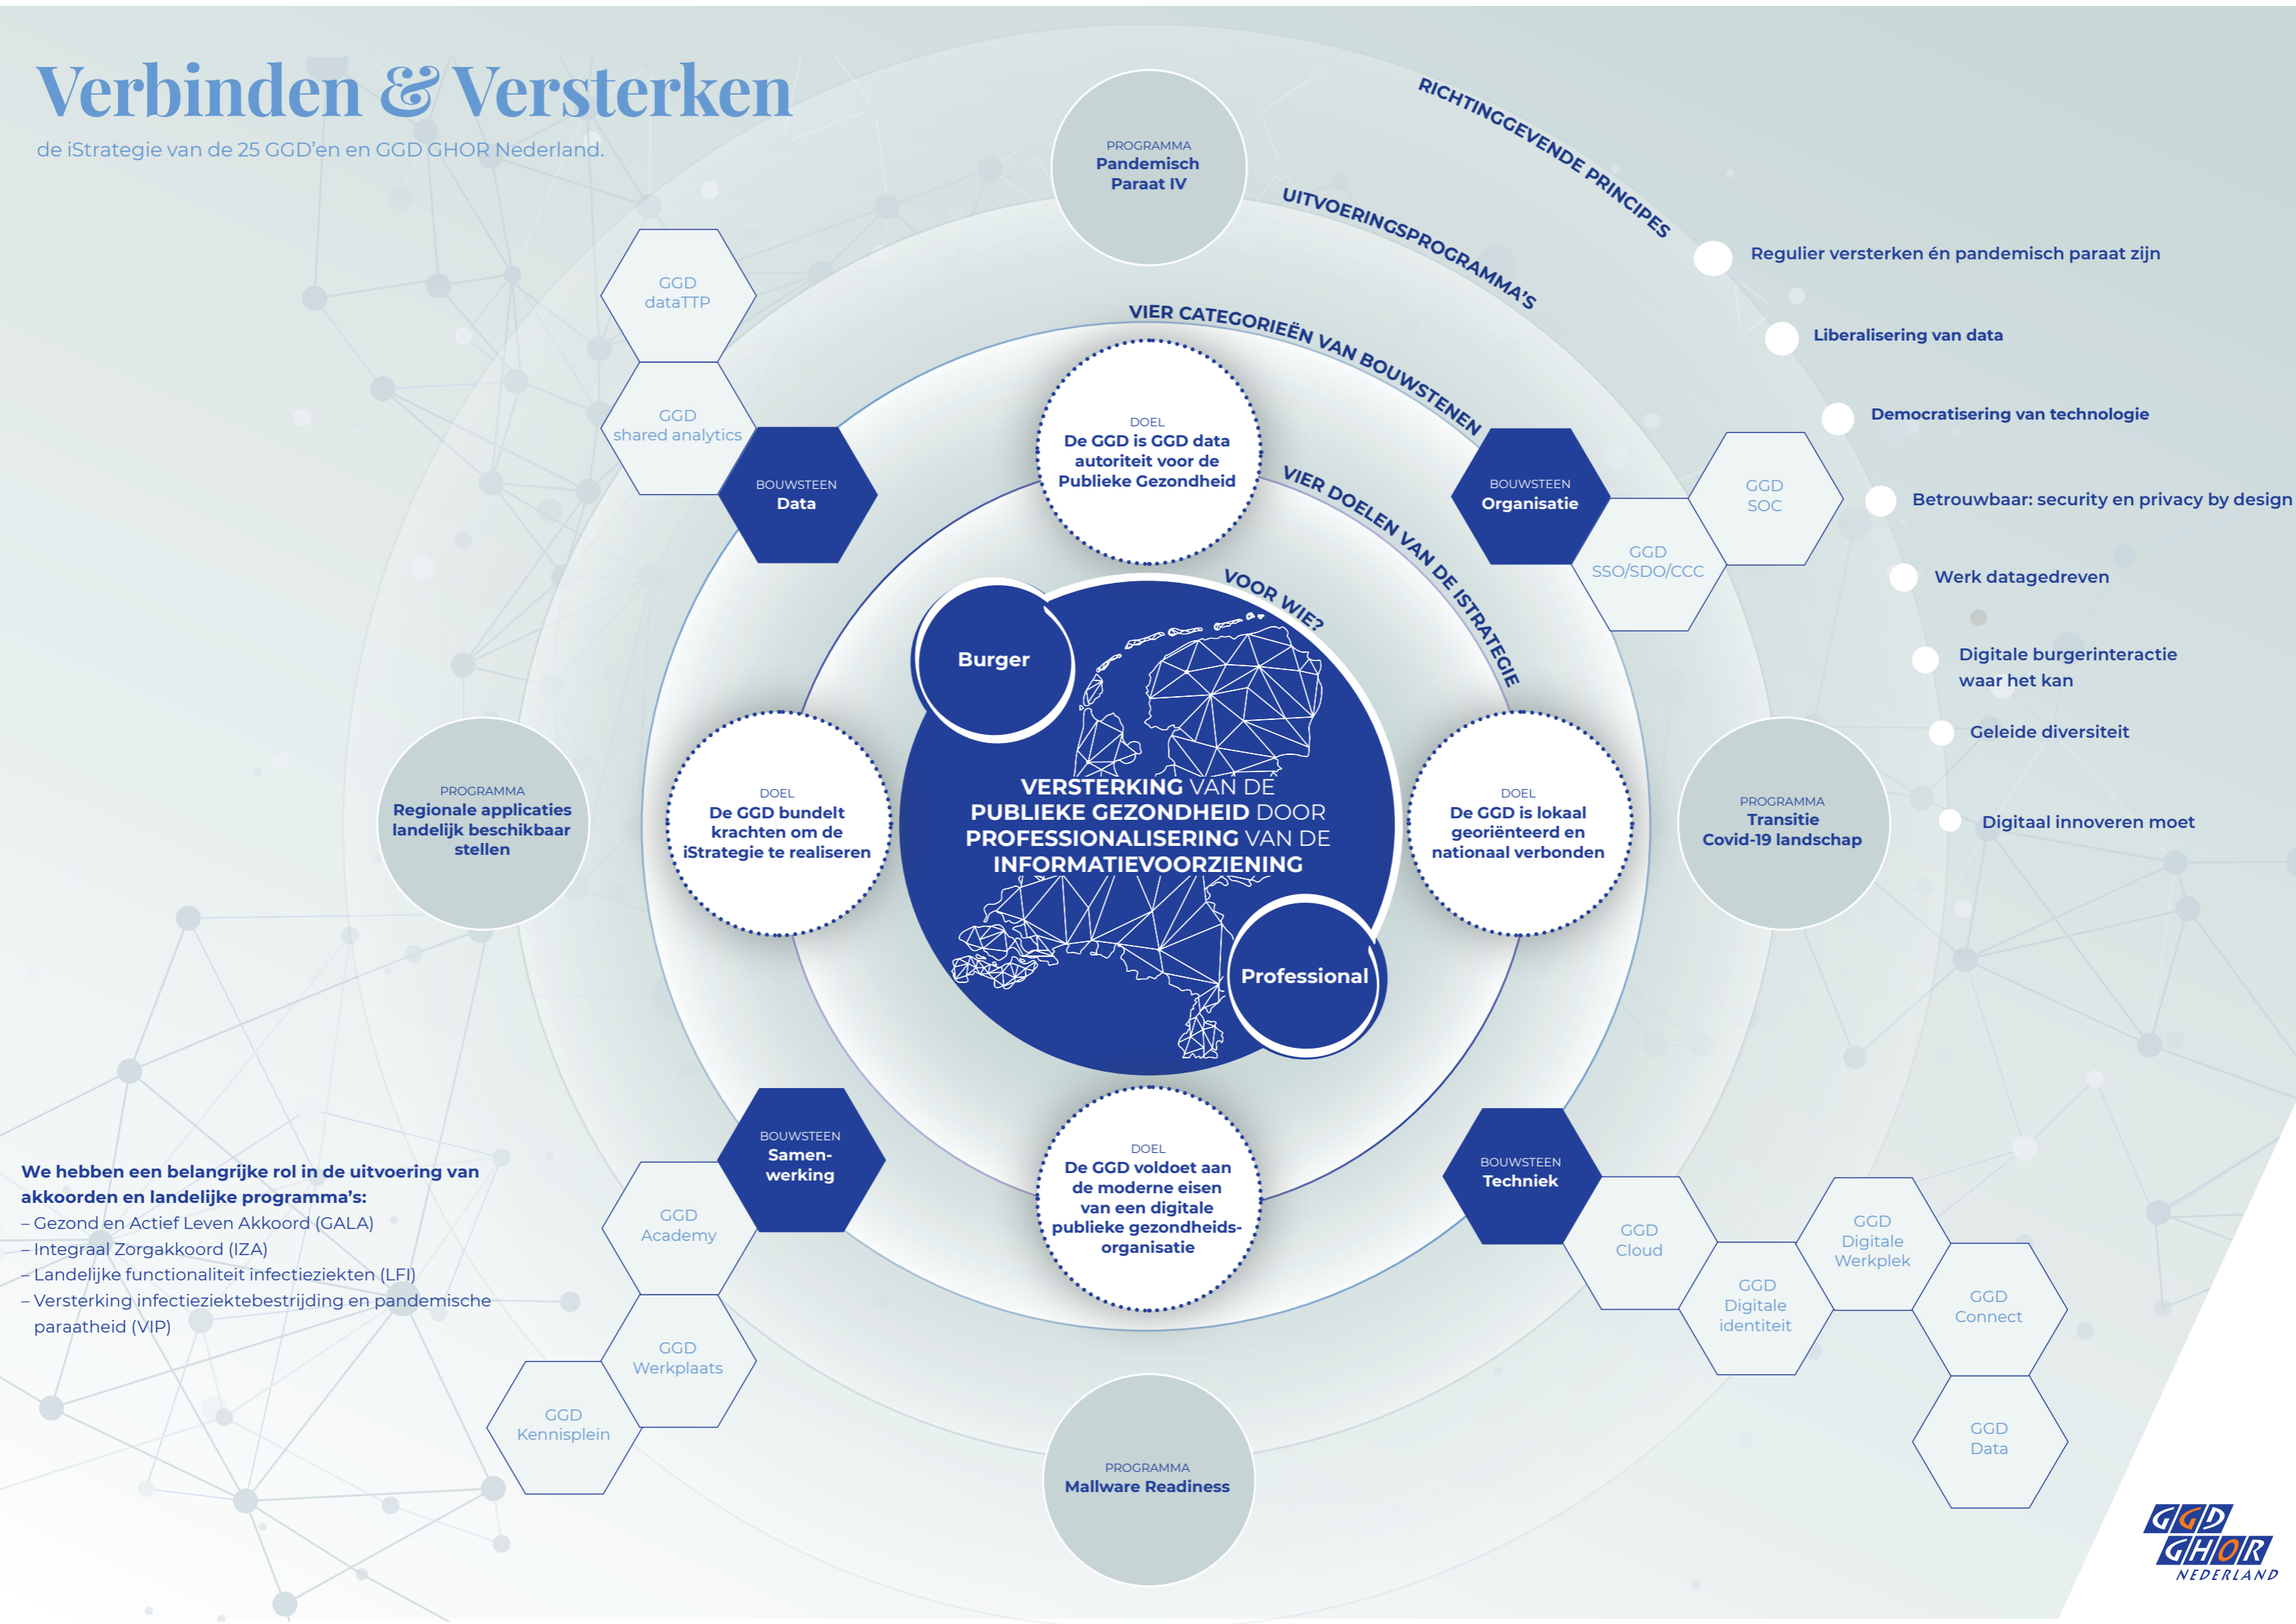 Verbinden & Versterken
de iStrategie van de 25 GGD'en en GGD GHOR Nederland.
RICHTINGGEVENDE PRINCIPES
UITVOERINGSPROGRAMMA'S
VIER CATEGORIEËN VAN BOUWSTENEN
VIER DOELEN VAN DE ISTRATEGIE
VOOR WIE?
PROGRAMMA
Pandemisch
Paraat IV
Regulier versterken én pandemisch paraat zijn
Liberalisering van data
Democratisering van technologie
Betrouwbaar: security en privacy by design
Werk datagedreven
Digitale burgerinteractie
waar het kan
Geleide diversiteit
Digitaal innoveren moet
GGD
dataTTP
GGD
shared analytics
BOUWSTEEN
Data
DOEL
De GGD is GGD data
autoriteit voor de
Publieke Gezondheid
BOUWSTEEN
Organisatie
GGD
SSO/SDO/CCC
GGD
SOC
Burger
PROGRAMMA
Regionale applicaties
landelijk beschikbaar
stellen
DOEL
De GGD bundelt
krachten om de
iStrategie te realiseren
VERSTERKING VAN DE
PUBLIEKE GEZONDHEID DOOR
PROFESSIONALISERING VAN DE
INFORMATIEVOORZIENING
DOEL
De GGD is lokaal
georiënteerd en
nationaal verbonden
PROGRAMMA
Transitie
Covid-19 landschap
Professional
BOUWSTEEN
Samen-
werking
DOEL
De GGD voldoet aan
de moderne eisen
van een digitale
publieke gezondheids-
organisatie
BOUWSTEEN
Techniek
We hebben een belangrijke rol in de uitvoering van
akkoorden en landelijke programma's:
– Gezond en Actief Leven Akkoord (GALA)
– Integraal Zorgakkoord (IZA)
– Landelijke functionaliteit infectieziekten (LFI)
– Versterking infectieziektebestrijding en pandemische
paraatheid (VIP)
GGD
Academy
GGD
Werkplaats
GGD
Kennisplein
GGD
Cloud
GGD
Digitale
identiteit
GGD
Digitale
Werkplek
GGD
Connect
GGD
Data
PROGRAMMA
Mallware Readiness
GGD
GHOR
NEDERLAND